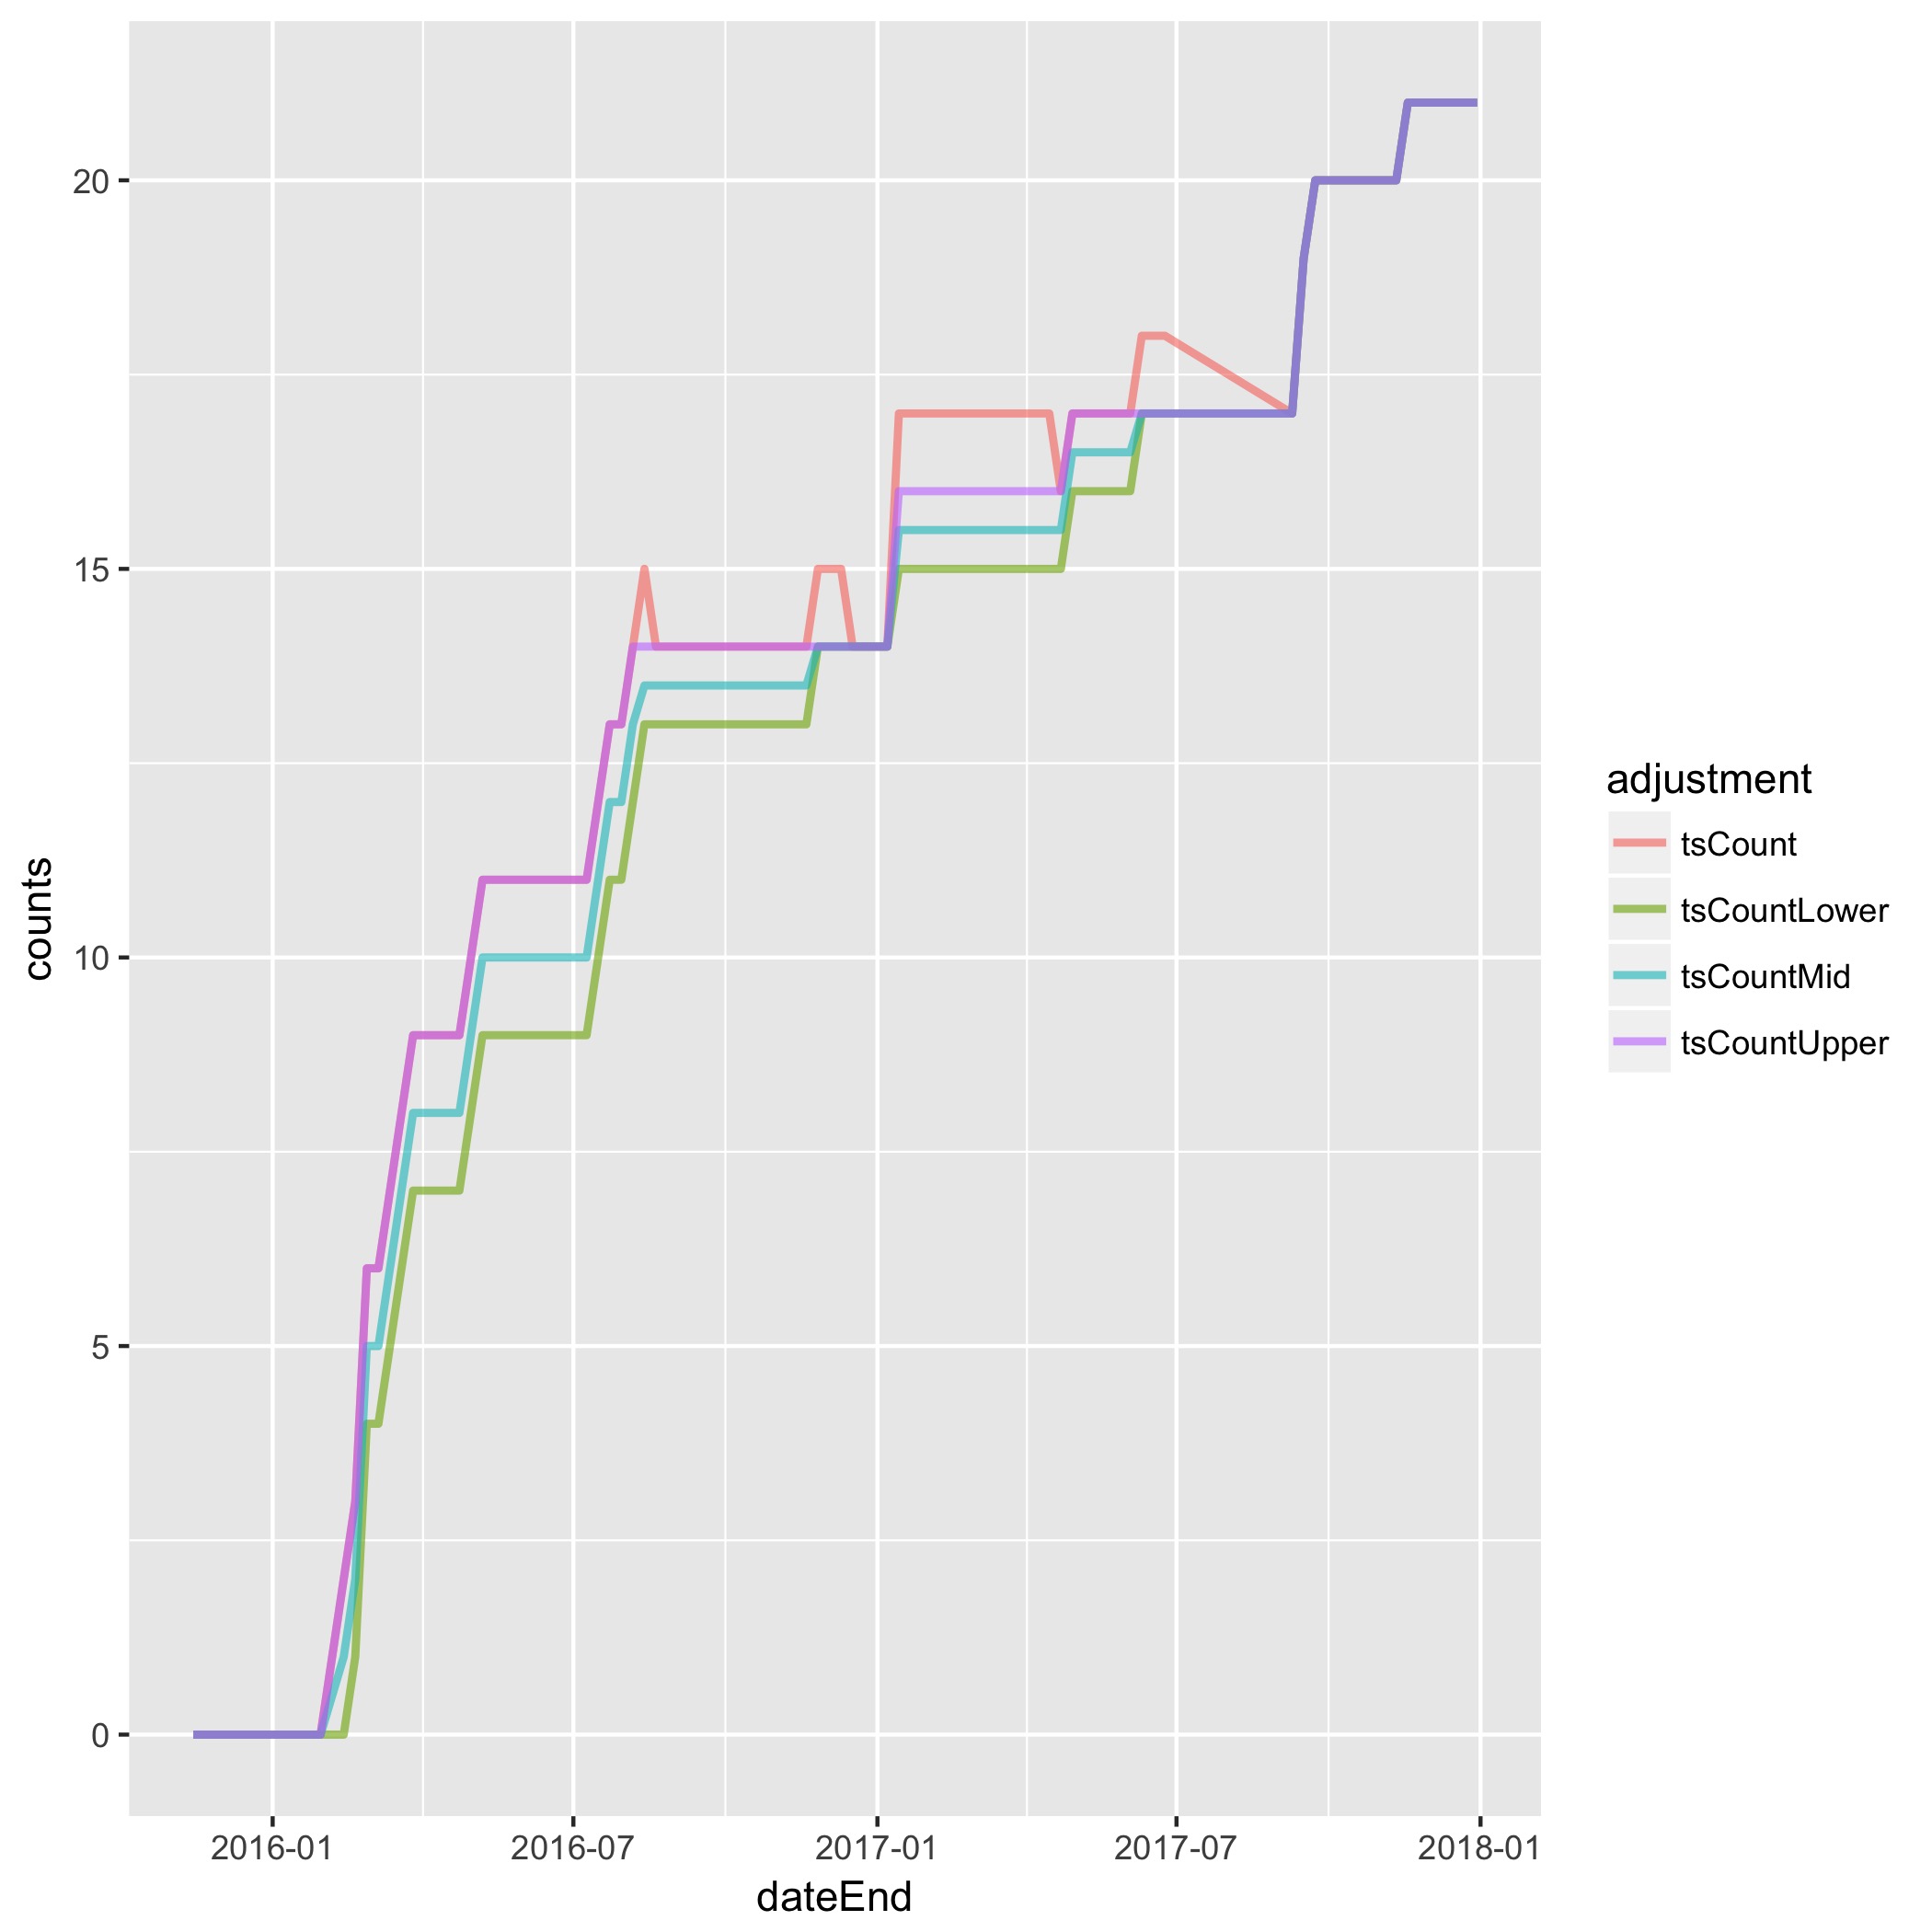 counts
20
15
10
5
0
2016-01
2016-07
2017-01
2017-07
2018-01
dateEnd
adjustment
tsCount
tsCountLower
tsCountMid
tsCountUpper